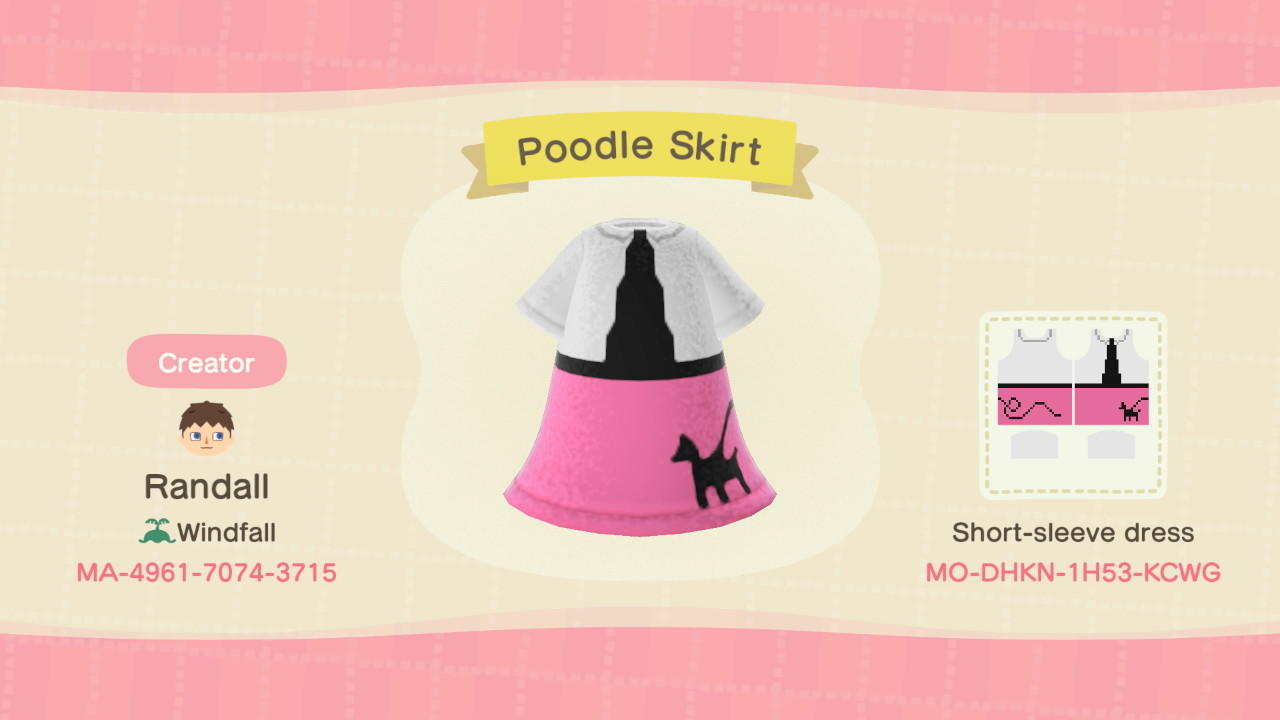 Poodle Skirt
Creator
Randall
Windfall
MA-4961-7074-3715
Short-sleeve dress
MO-DHKN-1H53-KCWG